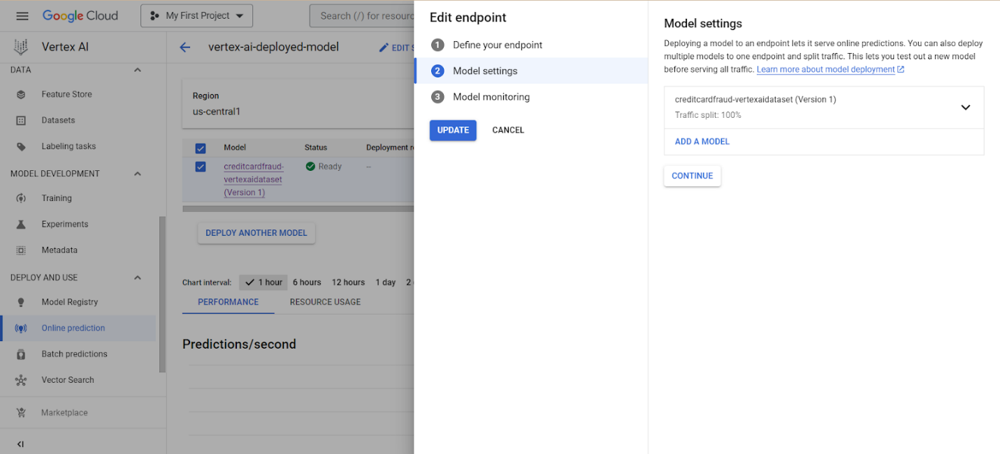 Google Cloud
My First Project
Search (/) for resourc
Vertex AI
DATA
Feature Store
Datasets
Labeling tasks
MODEL DEVELOPMENT
Training
Experiments
Metadata
DEPLOY AND USE
Model Registry
Online prediction
Batch predictions
Vector Search
Marketplace
vertex-ai-deployed-model
EDIT S
Region
us-central1
Model Status Deployment r
creditcardfraud-
vertexaidataset
(Version 1)
Ready
--
DEPLOY ANOTHER MODEL
Chart interval: 1 hour 6 hours 12 hours 1 day 2
PERFORMANCE RESOURCE USAGE
Predictions/second
Edit endpoint
1 Define your endpoint
2 Model settings
3 Model monitoring
UPDATE CANCEL
Model settings
Deploying a model to an endpoint lets it serve online predictions. You can also deploy
multiple models to one endpoint and split traffic. This lets you test out a new model
before serving all traffic. Learn more about model deployment
creditcardfraud-vertexaidataset (Version 1)
Traffic split: 100%
ADD A MODEL
CONTINUE